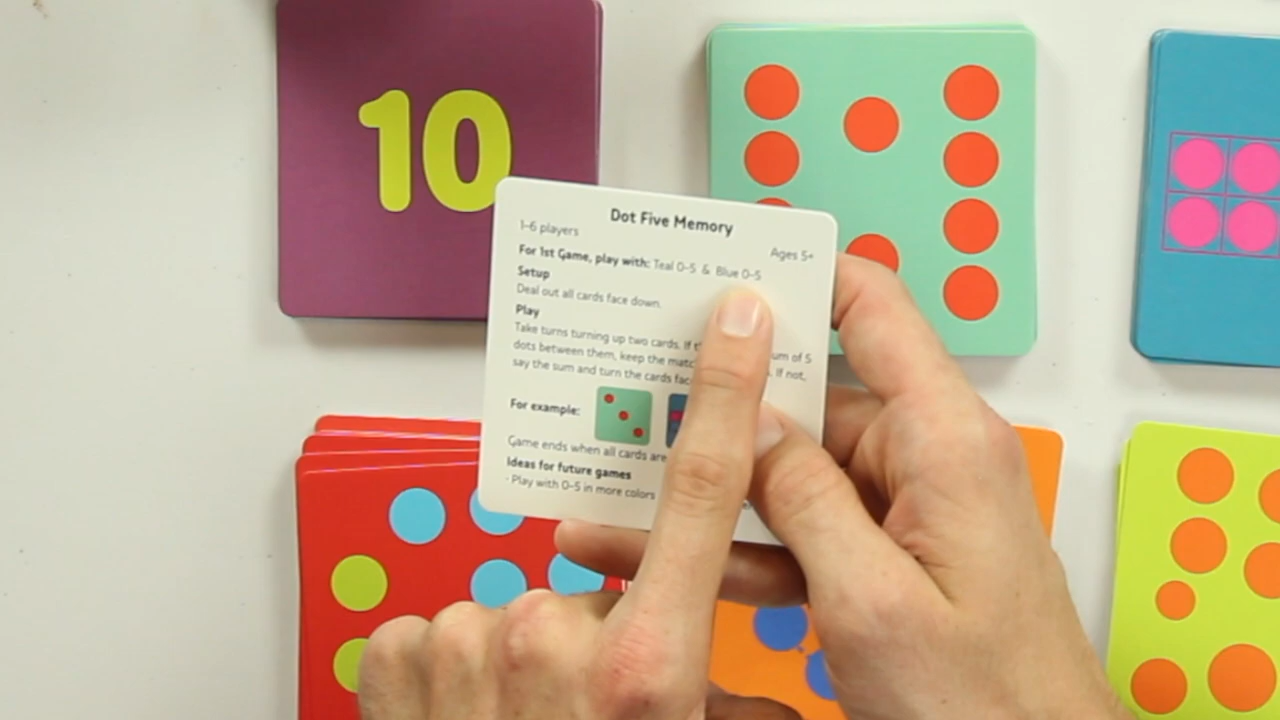 10
Dot Five Memory
1–6 players
Ages 5+
For 1st Game, play with: Teal 0–5 & Blue 0–5
Setup
Deal out all cards face down.
Play
Take turns turning up two cards. If um of 5
dots between them, keep the If not,
say the sum and turn the cards
For example:
Game ends when all cards are
Ideas for future games
· Play with 0–5 in more colors